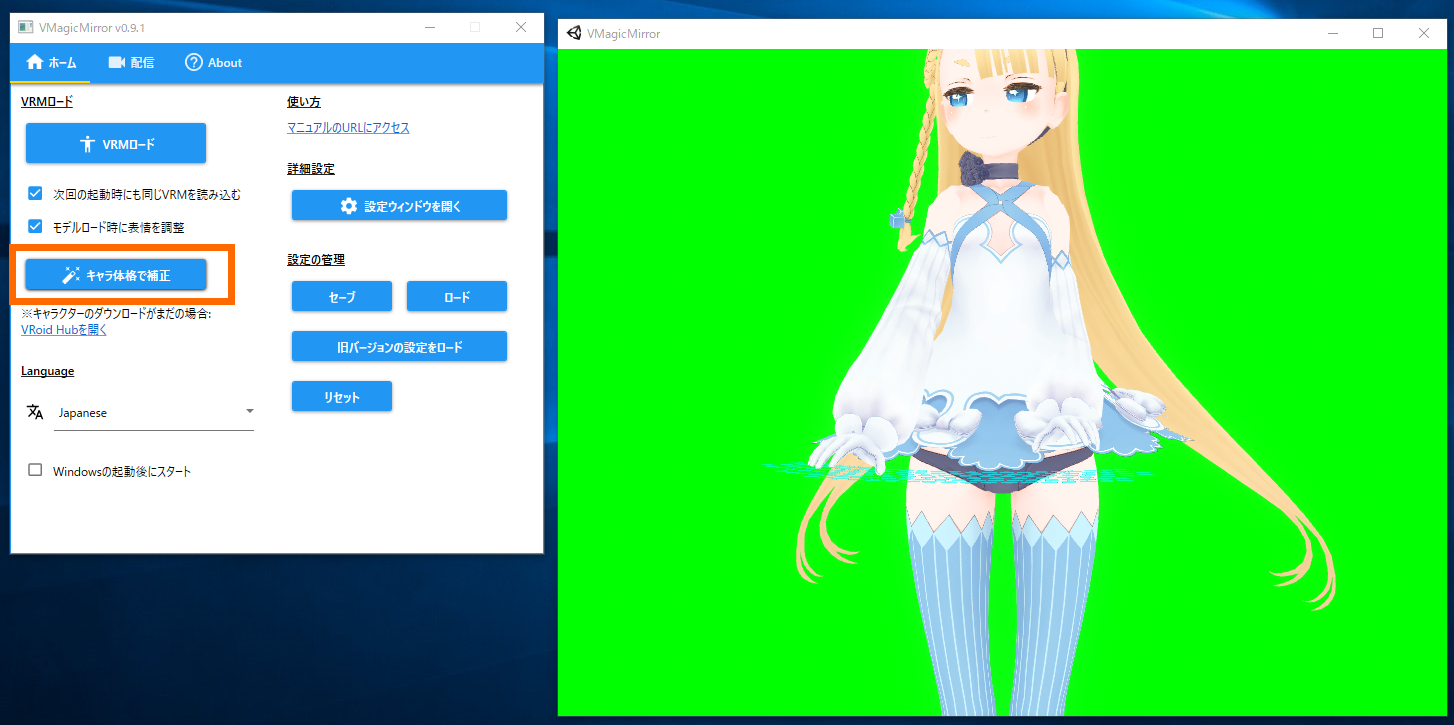 VMagicMirror v0.9.1
ホーム
配信
About
VRMロード
VRMロード
次回の起動時にも同じVRMを読み込む
モデルロード時に表情を調整
キャラ体格で補正
※キャラクターのダウンロードがまだの場合:
VRoid Hubを開く
Language
Japanese
Windowsの起動後にスタート
使い方
マニュアルのURLにアクセス
詳細設定
設定ウィンドウを開く
設定の管理
セーブ
ロード
旧バージョンの設定をロード
リセット
VMagicMirror